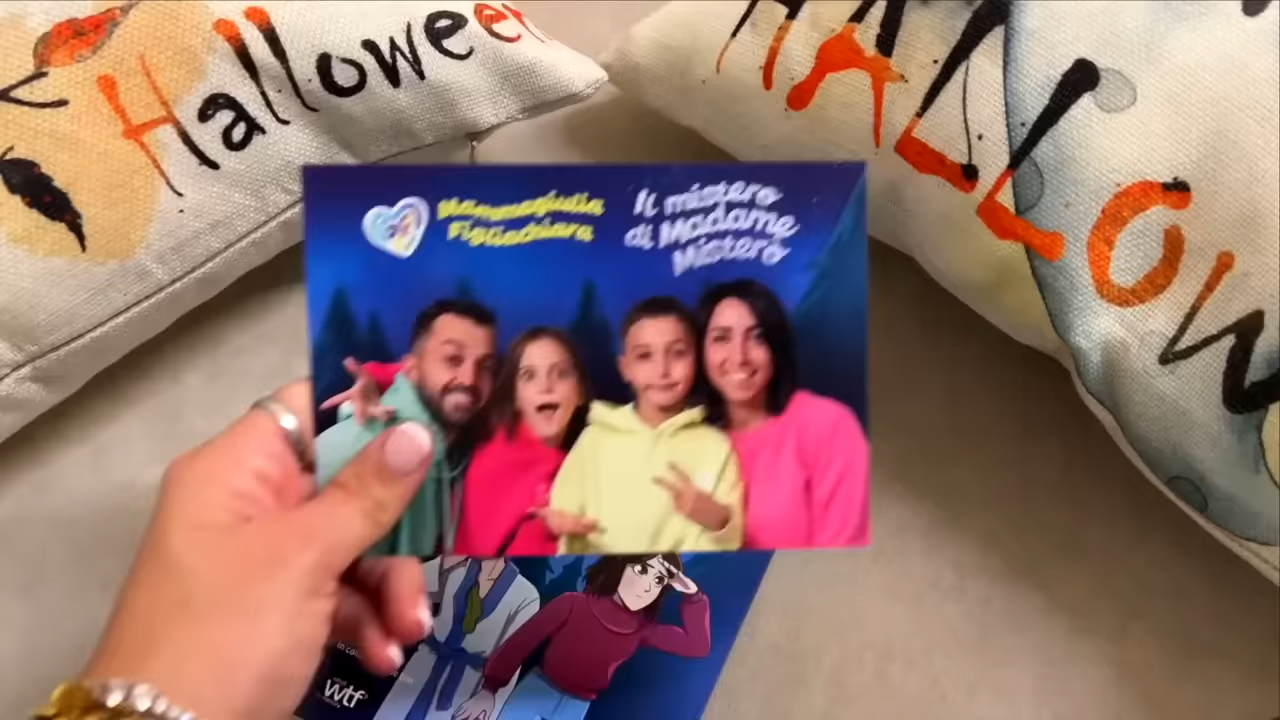 Halloween
HALLOW
Mammagiulia
Figliachiara
Il mistero
di Madame
Mistero
wtf